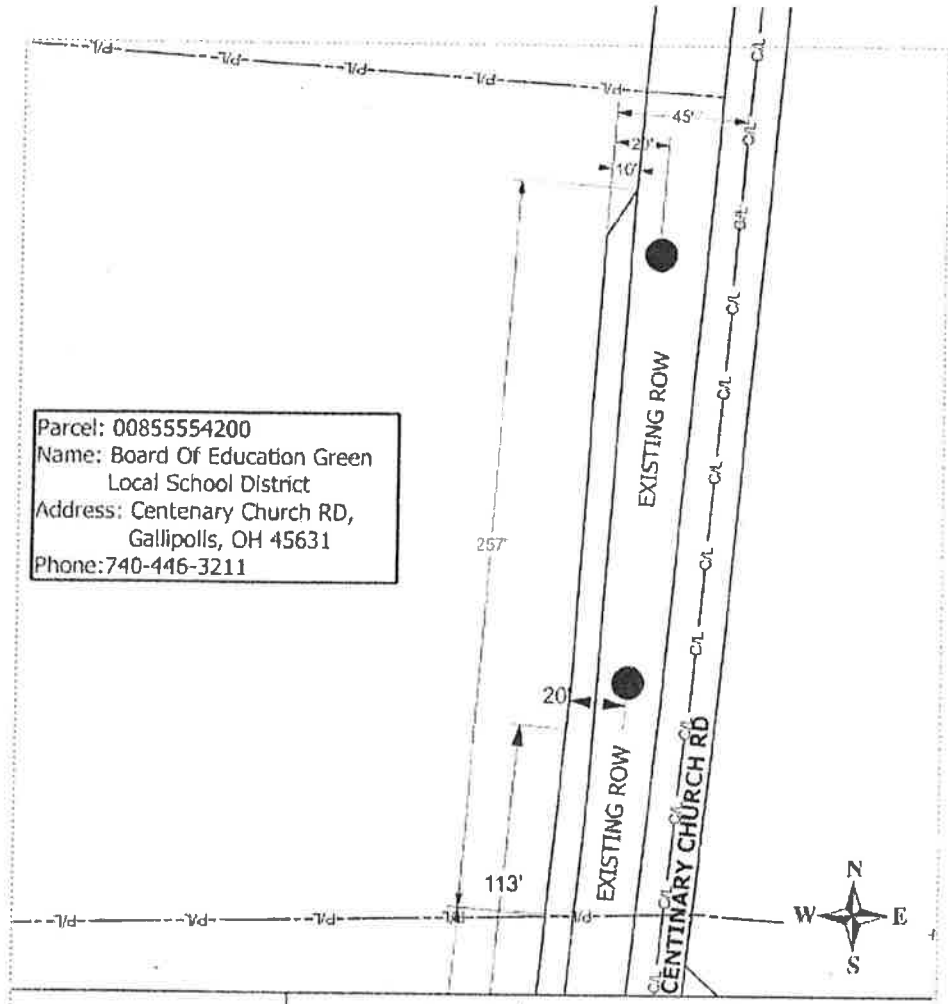 P/L P/L P/L P/L P/L
C/L
45'
C/L
20'
10'
C/L
C/L
C/L
EXISTING ROW
C/L
Parcel: 00855554200
Name: Board Of Education Green
Local School District
Address: Centenary Church RD,
Gallipolis, OH 45631
Phone:740-446-3211
C/L
257'
C/L
C/L
20'
C/L
EXISTING ROW
C/L
CENTINARY CHURCH RD
113'
C/L
N
W E
S
P/L P/L P/L P/L P/L
C/L